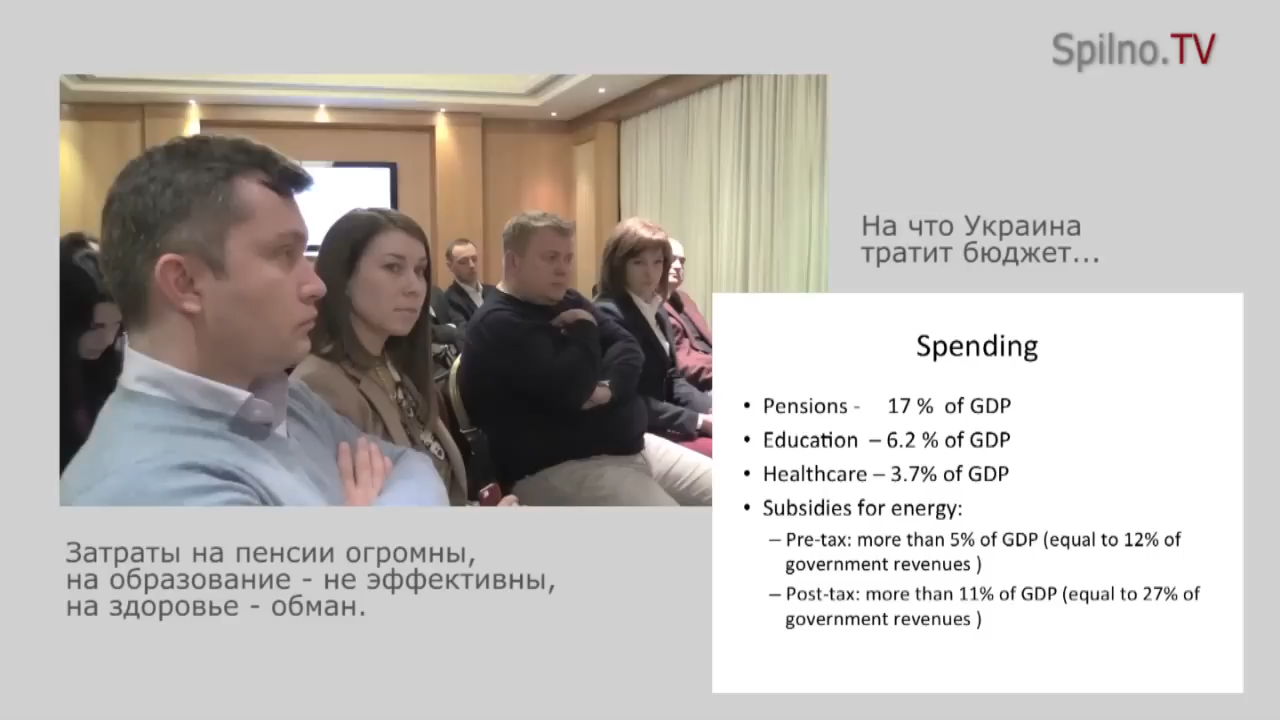 Spilno.TV
На что Украина
тратит бюджет...
Spending
• Pensions - 17 % of GDP
• Education – 6.2 % of GDP
• Healthcare – 3.7% of GDP
• Subsidies for energy:
– Pre-tax: more than 5% of GDP (equal to 12% of
government revenues )
– Post-tax: more than 11% of GDP (equal to 27% of
government revenues )
Затраты на пенсии огромны,
на образование - не эффективны,
на здоровье - обман.